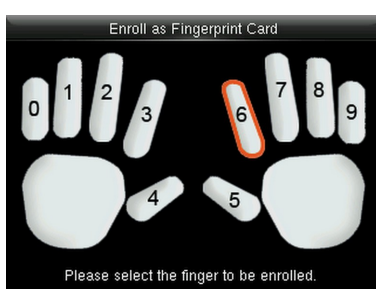 Enroll as Fingerprint Card
0 1 2 3 6 7 8 9
4 5
Please select the finger to be enrolled.